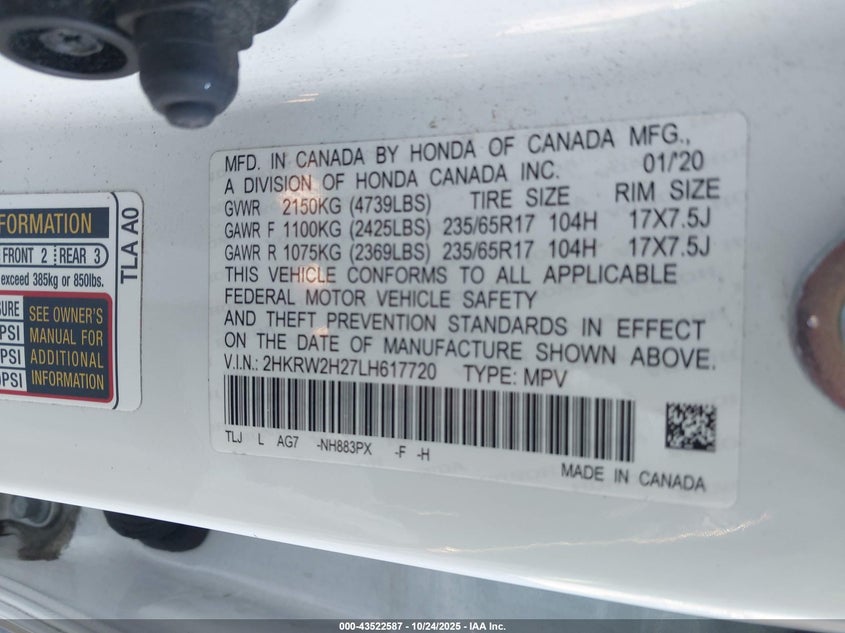 FORMATION
FRONT 2 REAR 3
exceed 385kg or 850lbs.
SURE
PSI
PSI
PSI
SEE OWNER'S
MANUAL FOR
ADDITIONAL
INFORMATION
TLA A0
MFD. IN CANADA BY HONDA OF CANADA MFG.,
A DIVISION OF HONDA CANADA INC. 01/'20
GVWR 2150KG (4739LBS) TIRE SIZE RIM SIZE
GAWR F 1100KG (2425LBS) 235/65R17 104H 17X7.5J
GAWR R 1075KG (2369LBS) 235/65R17 104H 17X7.5J
THIS VEHICLE CONFORMS TO ALL APPLICABLE
FEDERAL MOTOR VEHICLE SAFETY
AND THEFT PREVENTION STANDARDS IN EFFECT
ON THE DATE OF MANUFACTURE SHOWN ABOVE.
V.I.N.: 2HKRW2H27LH617720 TYPE: MPV
TLJ L AG7 -NH883PX -F -H
MADE IN CANADA
000-43522587 - 10/24/2025 - IAA Inc.